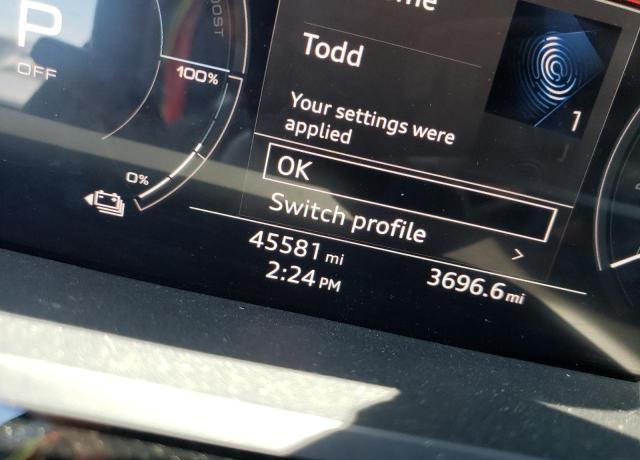 P
OFF
BOOST
100%
0%
Todd
1
Your settings were
applied
OK
Switch profile
>
45581 mi
2:24 PM
3696.6 mi